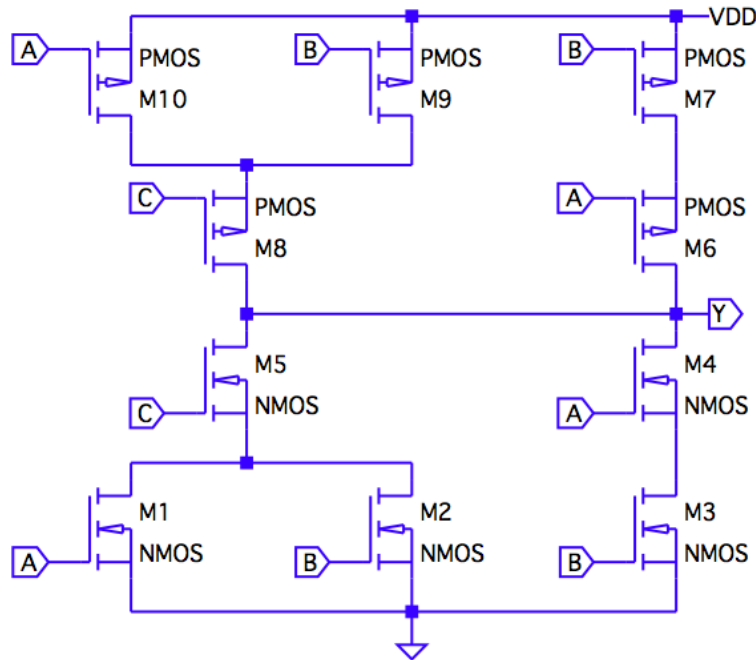 VDD
A PMOS B PMOS B PMOS
M10 M9 M7
C PMOS A PMOS
M8 M6
Y
M5 M4
C NMOS A NMOS
M1 M2 M3
A NMOS B NMOS B NMOS